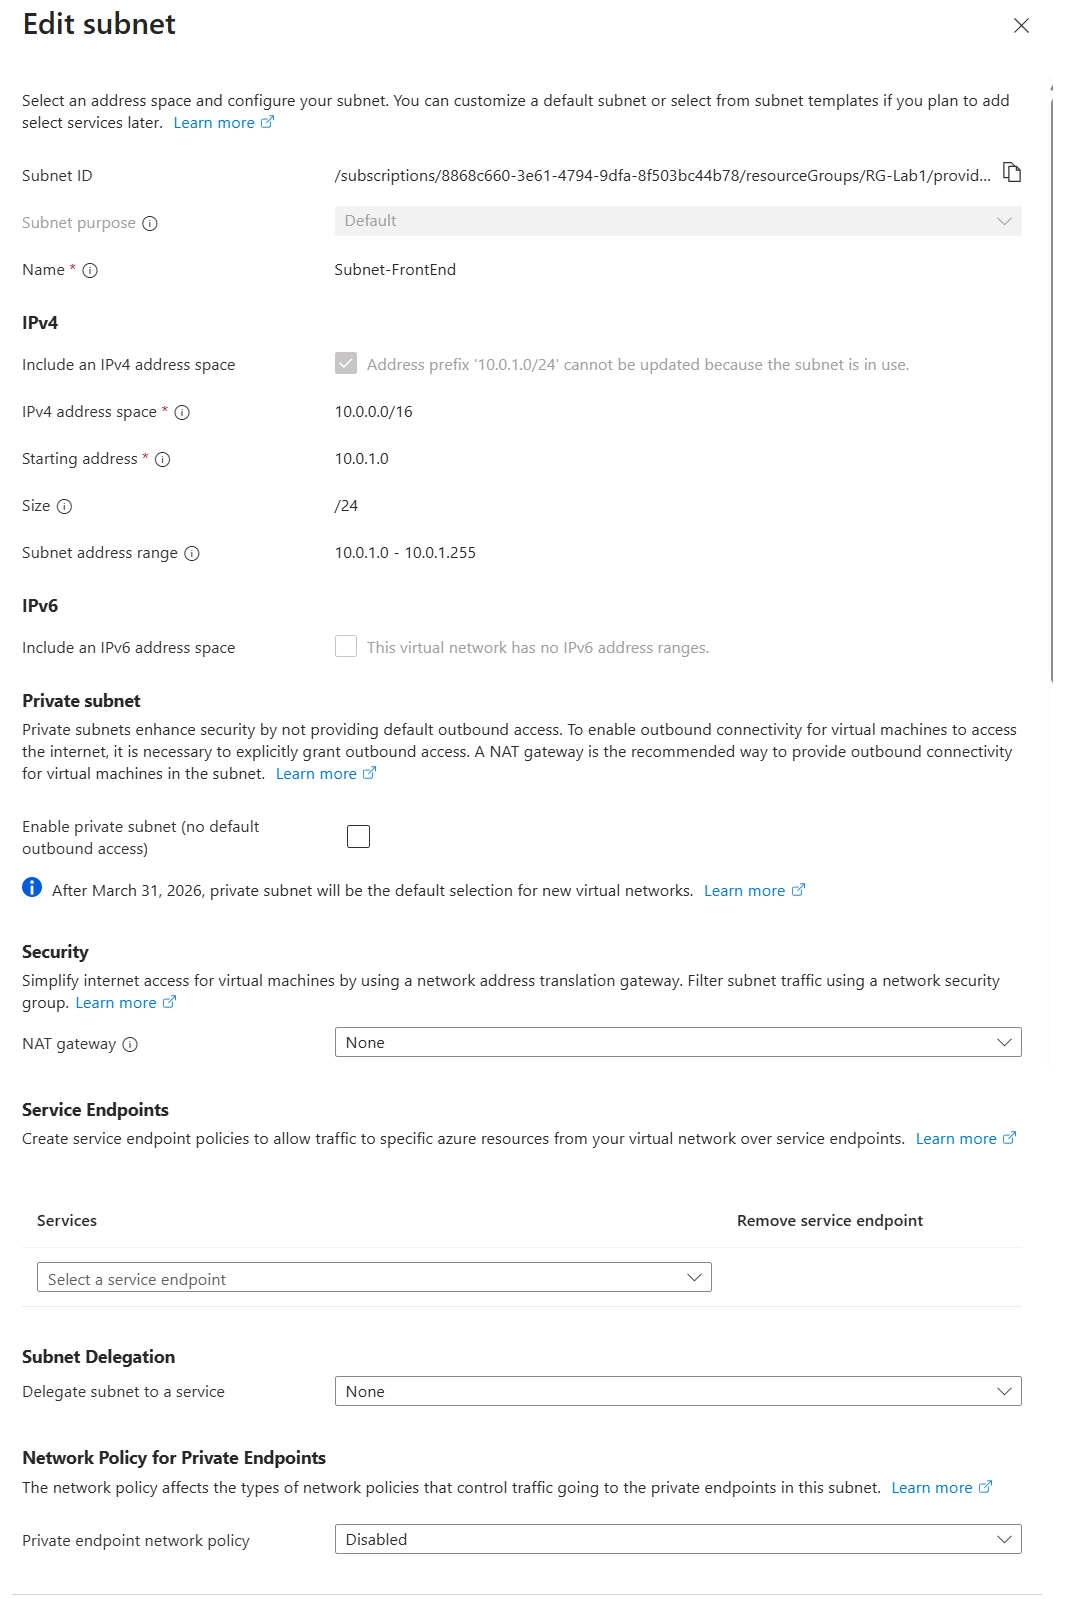 Edit subnet
Select an address space and configure your subnet. You can customize a default subnet or select from subnet templates if you plan to add
select services later. Learn more
Subnet ID /subscriptions/8868c660-3e61-4794-9dfa-8f503bc44b78/resourceGroups/RG-Lab1/provid...
Subnet purpose Default
Name * Subnet-FrontEnd
IPv4
Include an IPv4 address space Address prefix '10.0.1.0/24' cannot be updated because the subnet is in use.
IPv4 address space * 10.0.0.0/16
Starting address * 10.0.1.0
Size /24
Subnet address range 10.0.1.0 - 10.0.1.255
IPv6
Include an IPv6 address space This virtual network has no IPv6 address ranges.
Private subnet
Private subnets enhance security by not providing default outbound access. To enable outbound connectivity for virtual machines to access
the internet, it is necessary to explicitly grant outbound access. A NAT gateway is the recommended way to provide outbound connectivity
for virtual machines in the subnet. Learn more
Enable private subnet (no default
outbound access)
After March 31, 2026, private subnet will be the default selection for new virtual networks. Learn more
Security
Simplify internet access for virtual machines by using a network address translation gateway. Filter subnet traffic using a network security
group. Learn more
NAT gateway None
Service Endpoints
Create service endpoint policies to allow traffic to specific azure resources from your virtual network over service endpoints. Learn more
Services Remove service endpoint
Select a service endpoint
Subnet Delegation
Delegate subnet to a service None
Network Policy for Private Endpoints
The network policy affects the types of network policies that control traffic going to the private endpoints in this subnet. Learn more
Private endpoint network policy Disabled